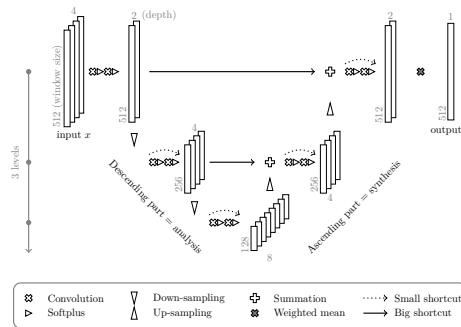 4
2 (depth)
2
1
512 (window size)
512
512
512
input x
output
4
256
256
4
3 levels
Descending part = analysis
Ascending part = synthesis
128
8
Convolution
Down-sampling
Summation
Small shortcut
Softplus
Up-sampling
Weighted mean
Big shortcut